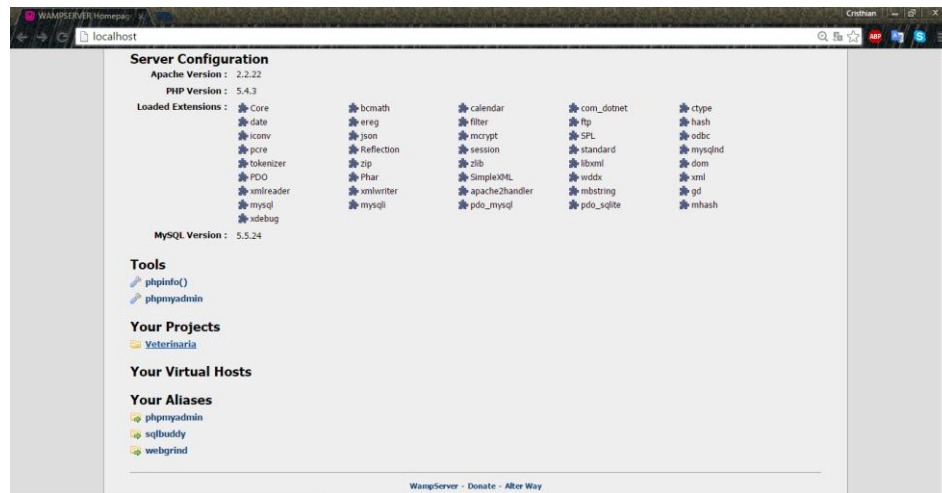 WAMPSERVER Homepag
Cristhian
localhost
ABP
Server Configuration
Apache Version : 2.2.22
PHP Version : 5.4.3
Loaded Extensions : Core bcmath calendar com_dotnet ctype
date ereg filter ftp hash
iconv json mcrypt SPL odbc
pcre Reflection session standard mysqlnd
tokenizer zip zlib libxml dom
PDO Phar SimpleXML wddx xml
xmlreader xmlwriter apache2handler mbstring gd
mysql mysqli pdo_mysql pdo_sqlite mhash
xdebug
MySQL Version : 5.5.24
Tools
phpinfo()
phpmyadmin
Your Projects
Veterinaria
Your Virtual Hosts
Your Aliases
phpmyadmin
sqlbuddy
webgrind
WampServer - Donate - Alter Way